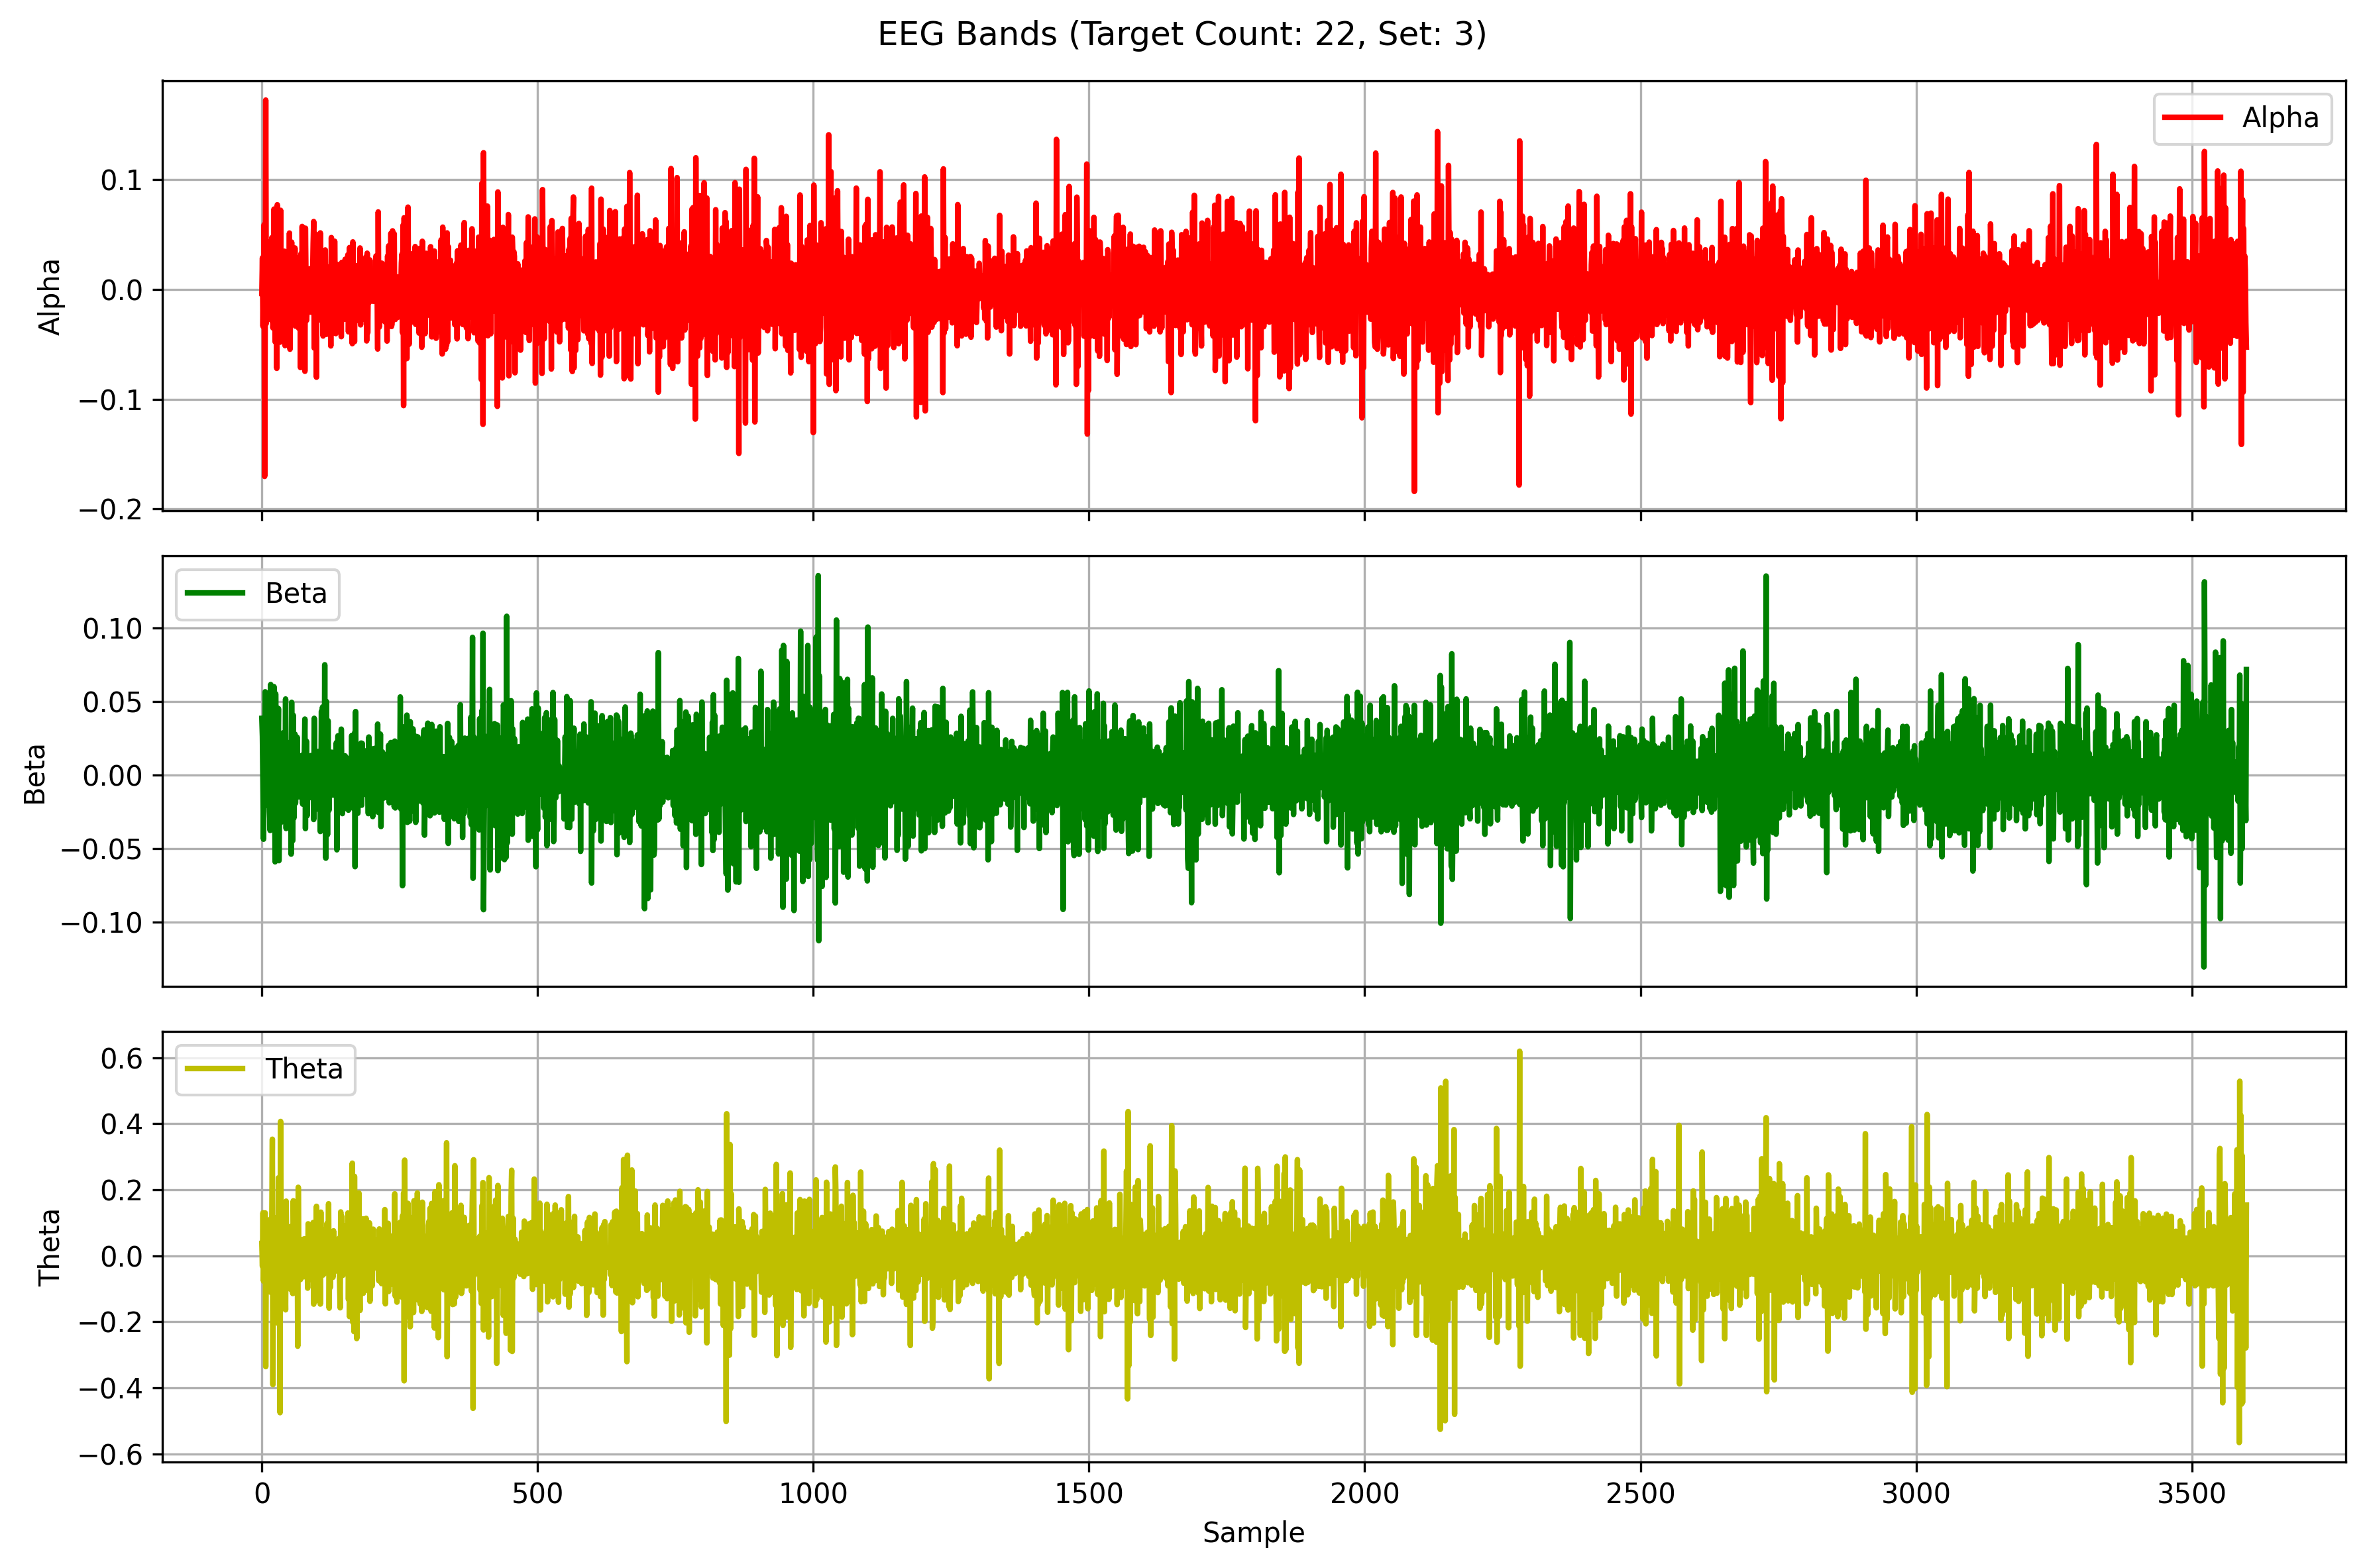 EEG Bands (Target Count: 22, Set: 3)
Alpha
0.1
0.0
−0.1
−0.2
Alpha
Beta
0.10
0.05
0.00
−0.05
−0.10
Beta
Theta
0.6
0.4
0.2
0.0
−0.2
−0.4
−0.6
Theta
0 500 1000 1500 2000 2500 3000 3500
Sample